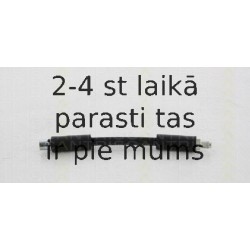 2-4 st laikā
parasti tas
ir pie mums